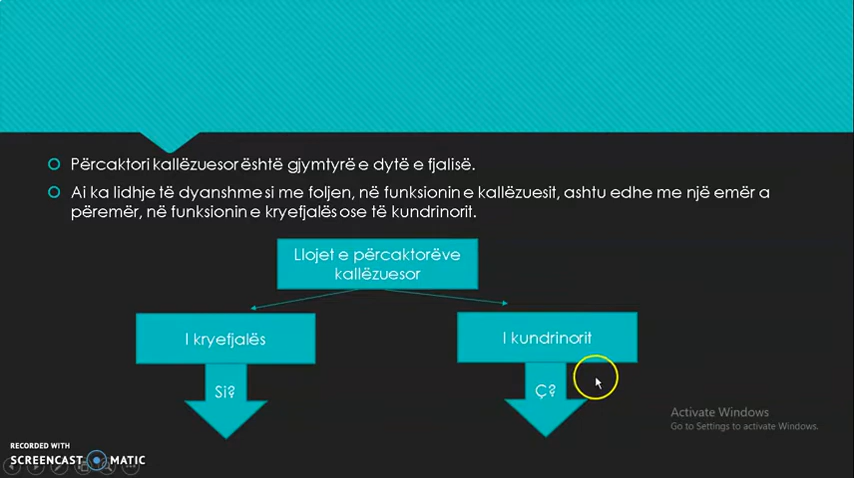 Përcaktori kallëzuesor është gjymtyrë e dytë e fjalisë.
Ai ka lidhje të dyanshme si me foljen, në funksionin e kallëzuesit, ashtu edhe me një emër a
përemër, në funksionin e kryefjalës ose të kundrinorit.
Llojet e përcaktorëve
kallëzuesor
I kryefjalës
I kundrinorit
Si?
Ç?
Activate Windows
Go to Settings to activate Windows.
RECORDED WITH
SCREENCAST MATIC